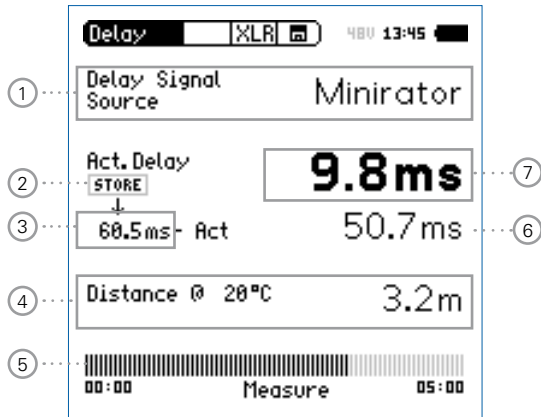 Delay XLR 48V 13:45
1 Delay Signal
Source Minirator
Act. Delay 9.8ms 7
2 STORE
3 60.5ms - Act 50.7ms 6
4 Distance @ 20°C 3.2m
5
00:00 Measure 05:00